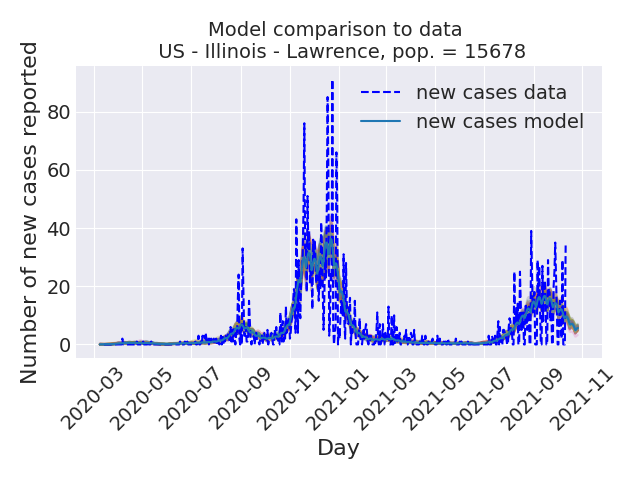 Model comparison to data
US - Illinois - Lawrence, pop. = 15678
Number of new cases reported
80
60
40
20
0
new cases data
new cases model
2020-03
2020-05
2020-07
2020-09
2020-11
2021-01
2021-03
2021-05
2021-07
2021-09
2021-11
Day